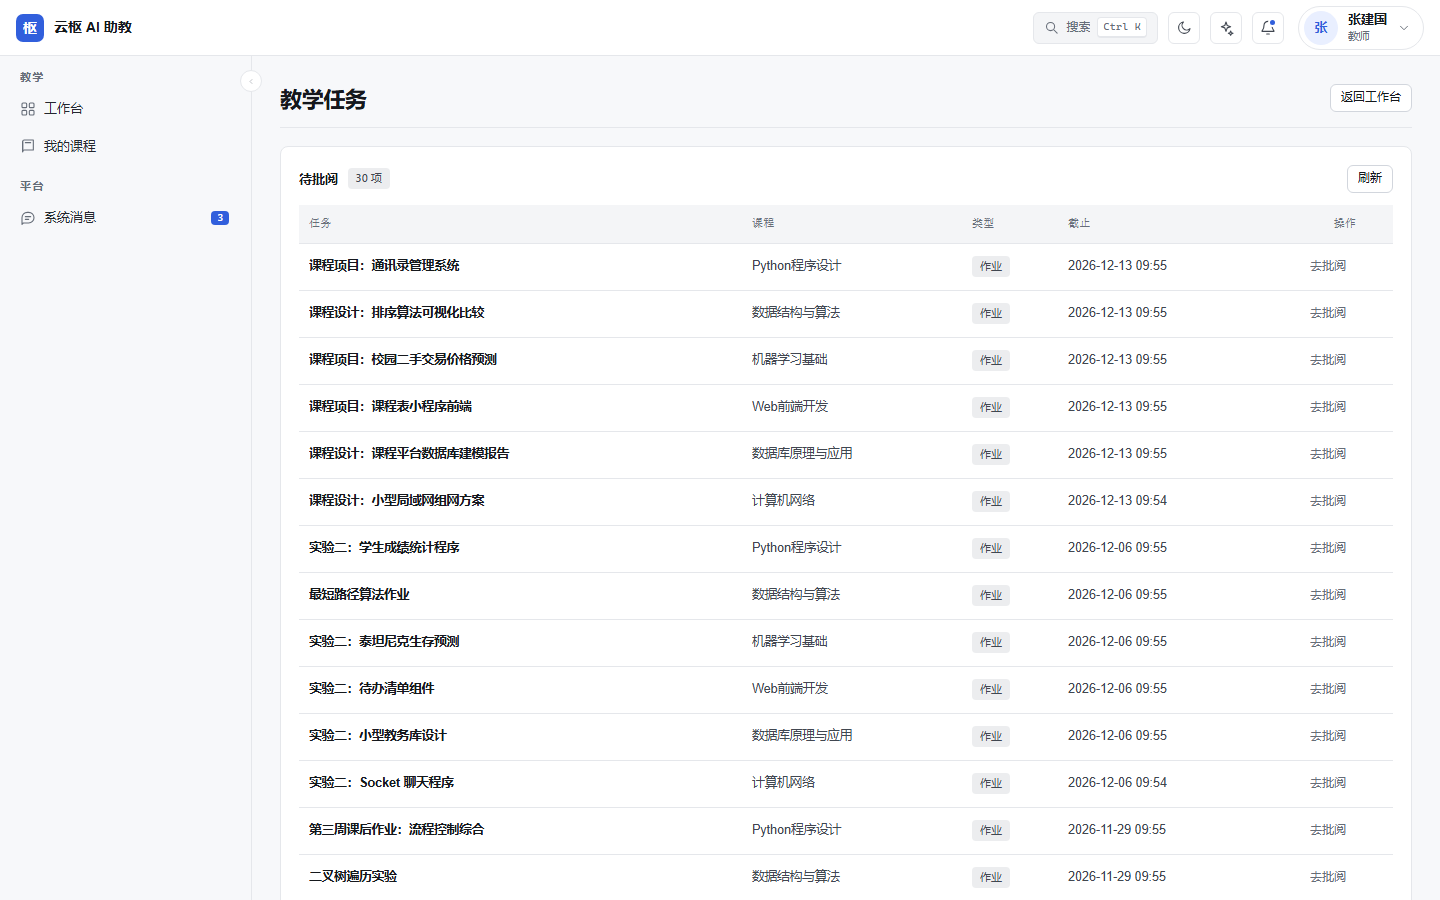 枢 云枢 AI 助教
搜索 Ctrl K
张 张建国
教师
教学
工作台
我的课程
平台
系统消息 3
教学任务
返回工作台
待批阅 30 项
刷新
任务 课程 类型 截止 操作
课程项目：通讯录管理系统 Python程序设计 作业 2026-12-13 09:55 去批阅
课程设计：排序算法可视化比较 数据结构与算法 作业 2026-12-13 09:55 去批阅
课程项目：校园二手交易价格预测 机器学习基础 作业 2026-12-13 09:55 去批阅
课程项目：课程表小程序前端 Web前端开发 作业 2026-12-13 09:55 去批阅
课程设计：课程平台数据库建模报告 数据库原理与应用 作业 2026-12-13 09:55 去批阅
课程设计：小型局域网组网方案 计算机网络 作业 2026-12-13 09:54 去批阅
实验二：学生成绩统计程序 Python程序设计 作业 2026-12-06 09:55 去批阅
最短路径算法作业 数据结构与算法 作业 2026-12-06 09:55 去批阅
实验二：泰坦尼克生存预测 机器学习基础 作业 2026-12-06 09:55 去批阅
实验二：待办清单组件 Web前端开发 作业 2026-12-06 09:55 去批阅
实验二：小型教务库设计 数据库原理与应用 作业 2026-12-06 09:55 去批阅
实验二：Socket 聊天程序 计算机网络 作业 2026-12-06 09:54 去批阅
第三周课后作业：流程控制综合 Python程序设计 作业 2026-11-29 09:55 去批阅
二叉树遍历实验 数据结构与算法 作业 2026-11-29 09:55 去批阅